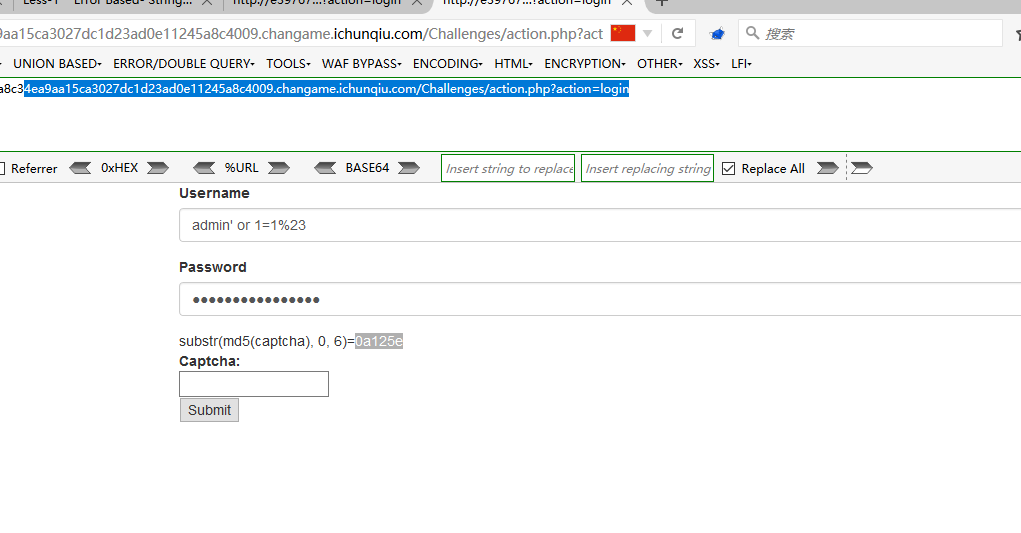 Less-1 **Error Based- String...
http://e39707...?action=login
http://e39707...?action=login
9aa15ca3027dc1d23ad0e11245a8c4009.changame.ichunqiu.com/Challenges/action.php?act
搜索
UNION BASED ERROR/DOUBLE QUERY TOOLS WAF BYPASS ENCODING HTML ENCRYPTION OTHER XSS LFI
a8c34ea9aa15ca3027dc1d23ad0e11245a8c4009.changame.ichunqiu.com/Challenges/action.php?action=login
Referrer 0xHEX %URL BASE64 Insert string to replace Insert replacing string Replace All
Username
admin' or 1=1%23
Password
••••••••••••••••
substr(md5(captcha), 0, 6)=0a125e
Captcha:
Submit